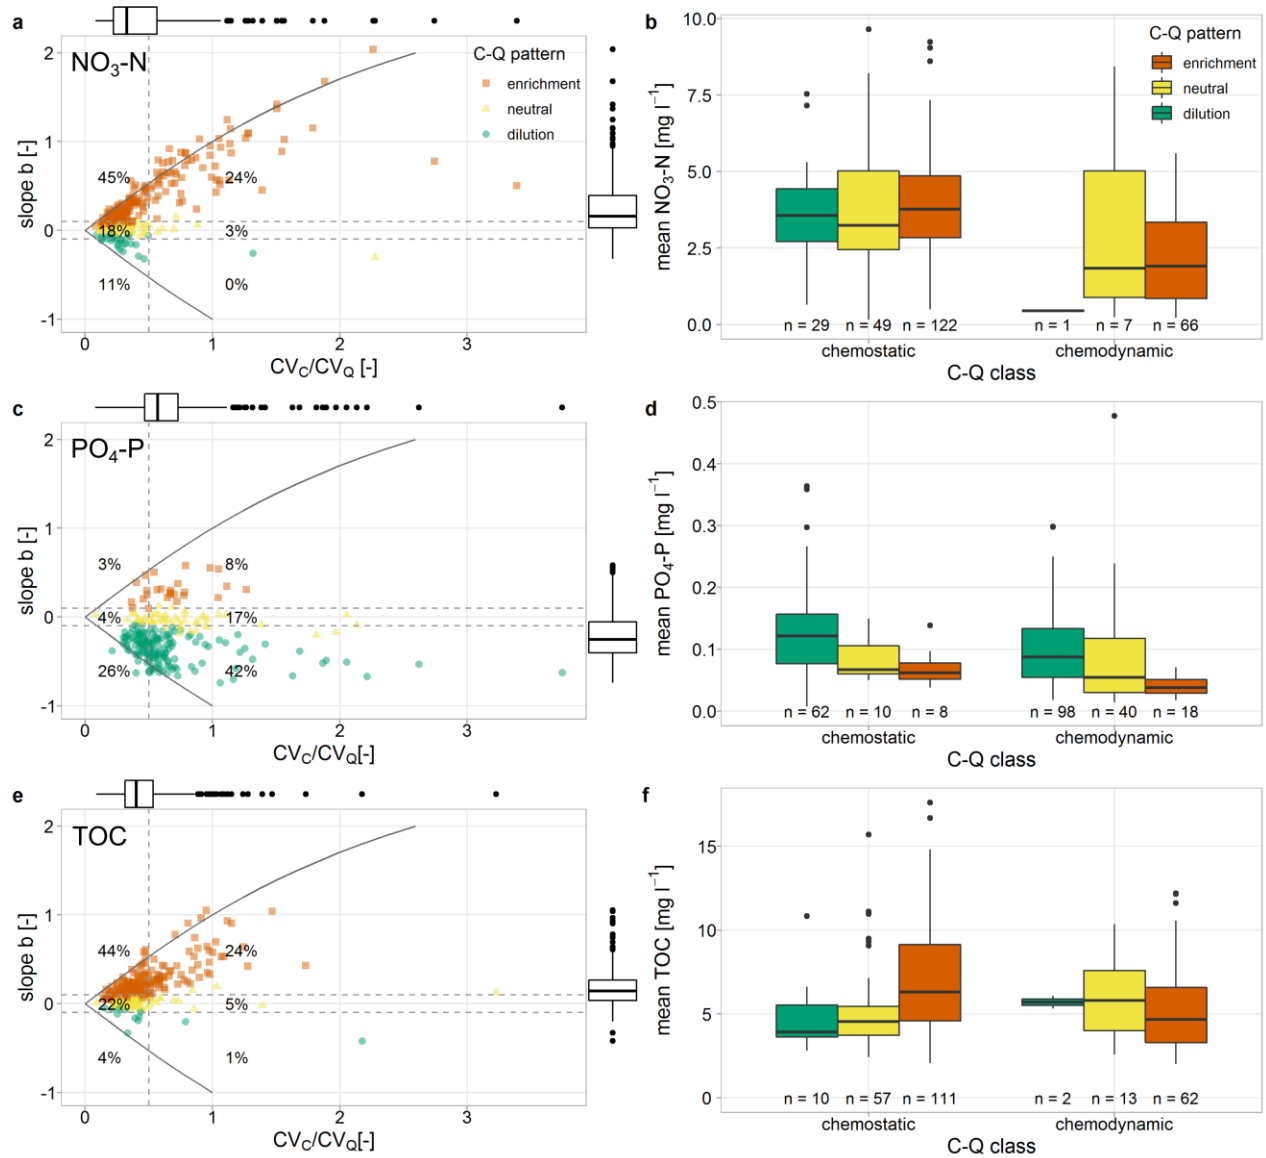 a
NO₃-N
C-Q pattern
enrichment
neutral
dilution
45%
24%
18%
3%
11%
0%
2
1
0
-1
slope b [-]
0
1
2
3
CV_C/CV_Q [-]
b
C-Q pattern
enrichment
neutral
dilution
10.0
7.5
5.0
2.5
0.0
mean NO₃-N [mg l⁻¹]
n = 29
n = 49
n = 122
n = 1
n = 7
n = 66
chemostatic
chemodynamic
C-Q class
c
PO₄-P
3%
8%
4%
17%
26%
42%
2
1
0
-1
slope b [-]
0
1
2
3
CV_C/CV_Q[-]
d
0.5
0.4
0.3
0.2
0.1
0.0
mean PO₄-P [mg l⁻¹]
n = 62
n = 10
n = 8
n = 98
n = 40
n = 18
chemostatic
chemodynamic
C-Q class
e
TOC
44%
24%
22%
5%
4%
1%
2
1
0
-1
slope b [-]
0
1
2
3
CV_C/CV_Q[-]
f
15
10
5
0
mean TOC [mg l⁻¹]
n = 10
n = 57
n = 111
n = 2
n = 13
n = 62
chemostatic
chemodynamic
C-Q class